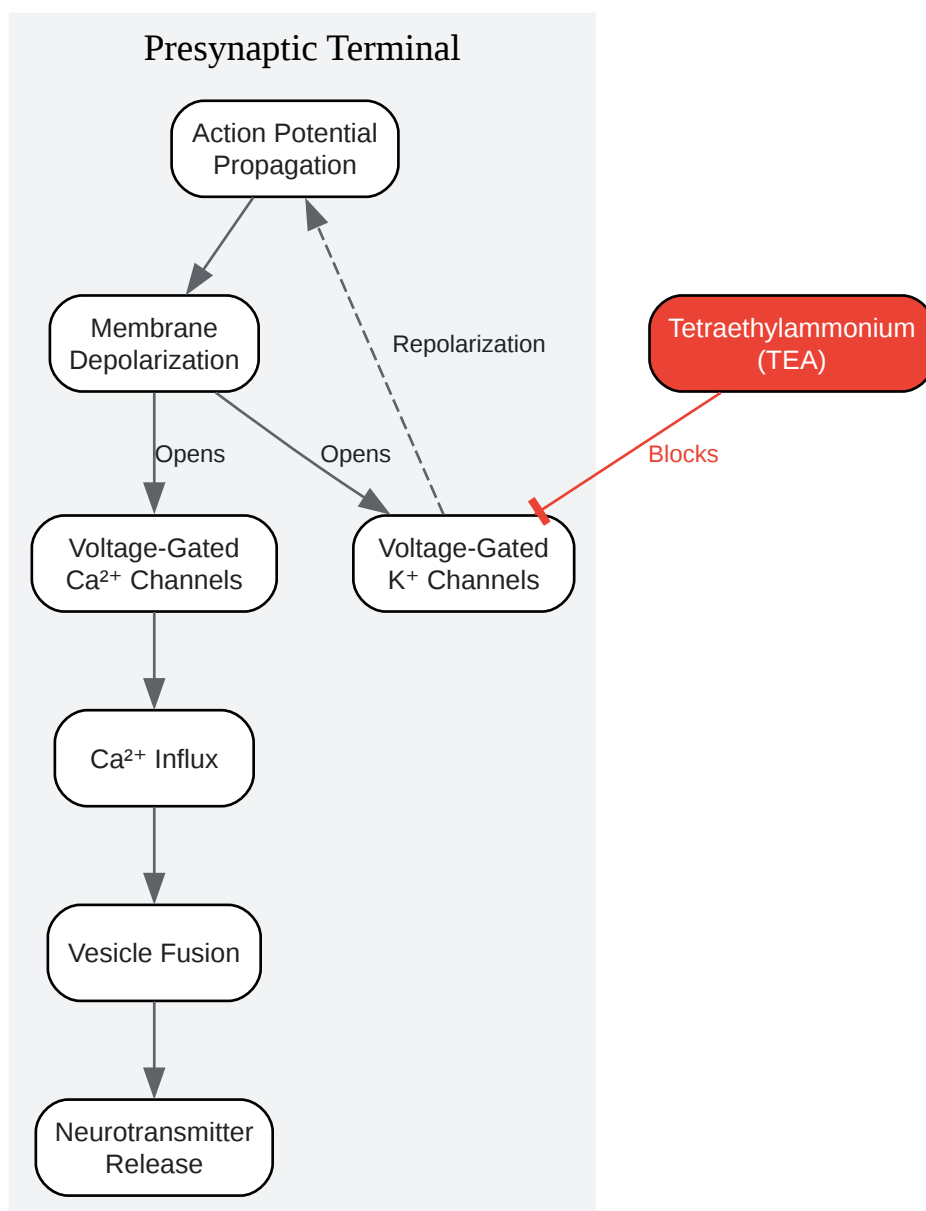 Presynaptic Terminal
Action Potential
Propagation
Membrane
Depolarization
Repolarization
Tetraethylammonium
(TEA)
Opens
Opens
Blocks
Voltage-Gated
Ca²⁺ Channels
Voltage-Gated
K⁺ Channels
Ca²⁺ Influx
Vesicle Fusion
Neurotransmitter
Release